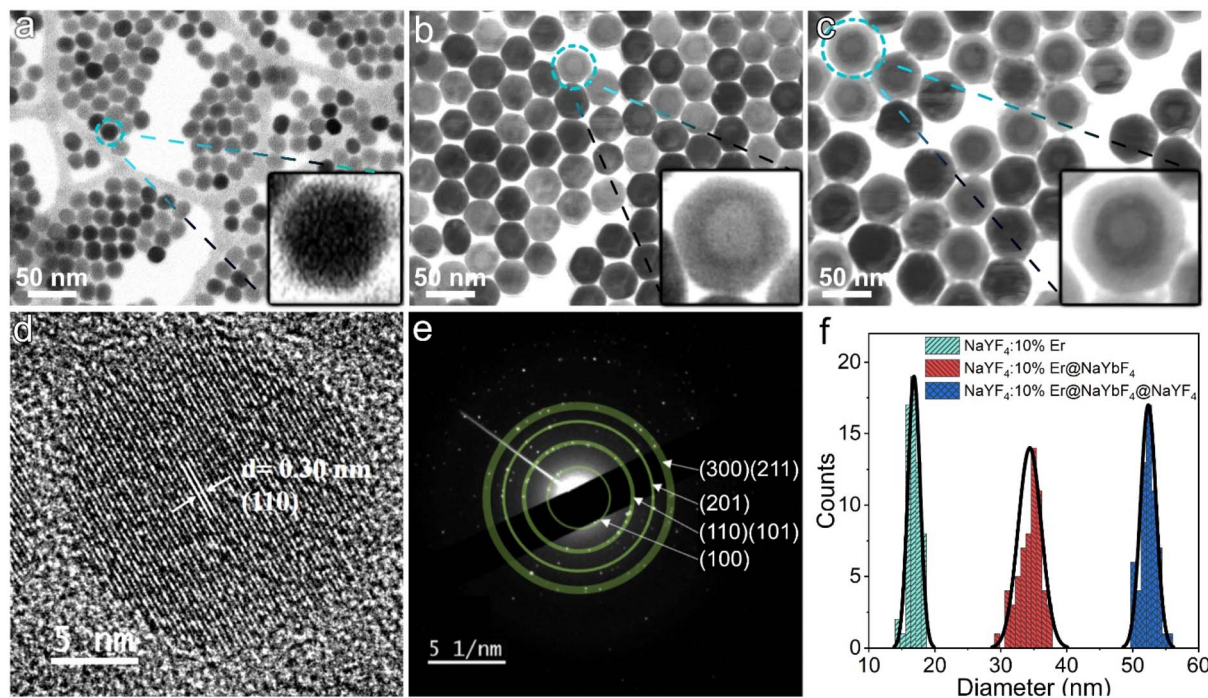 a
50 nm
b
50 nm
c
50 nm
d
d= 0.30 nm
(110)
5 nm
e
(300)(211)
(201)
(110)(101)
(100)
5 1/nm
f
NaYF₄:10% Er
NaYF₄:10% Er@NaYbF₄
NaYF₄:10% Er@NaYbF₄@NaYF₄
Counts
20
15
10
5
0
10 20 30 40 50 60
Diameter (nm)